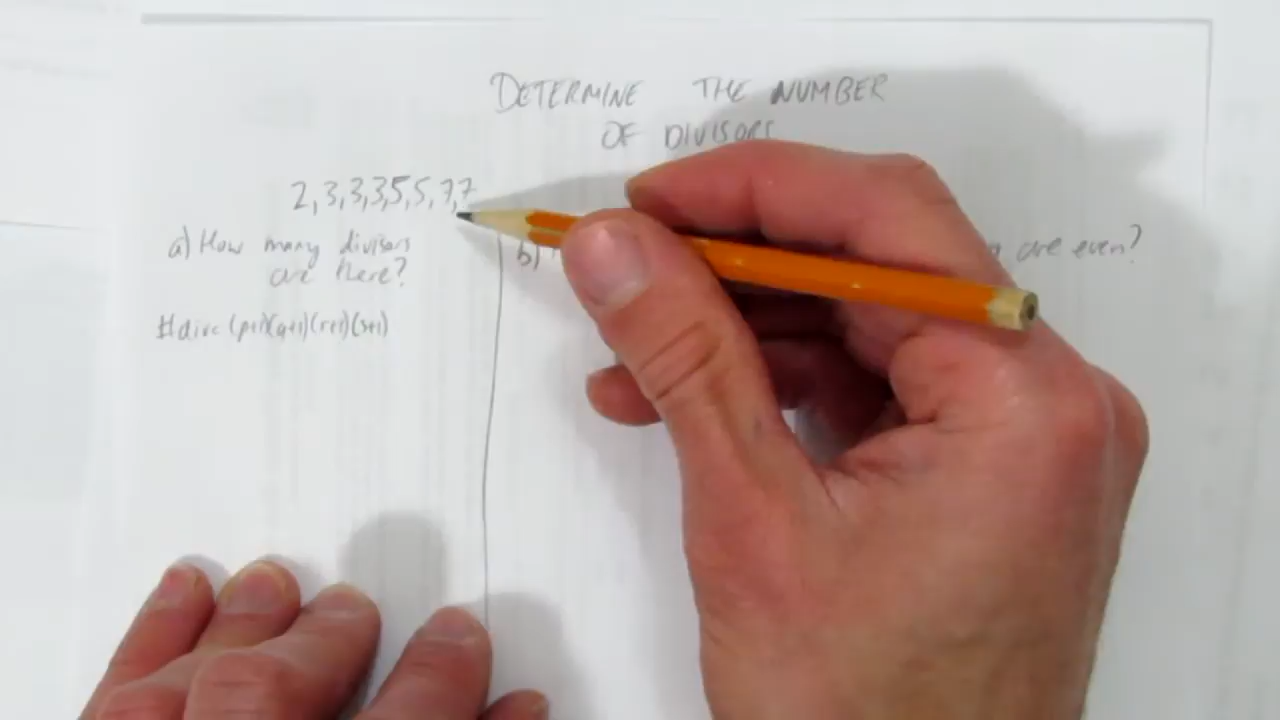 DETERMINE THE NUMBER
OF DIVISORS
2,3,3,3,5,5,7,7
a) How many divisors
are there?
#div=(p+1)(q+1)(r+1)(s+1)
b)
are even?